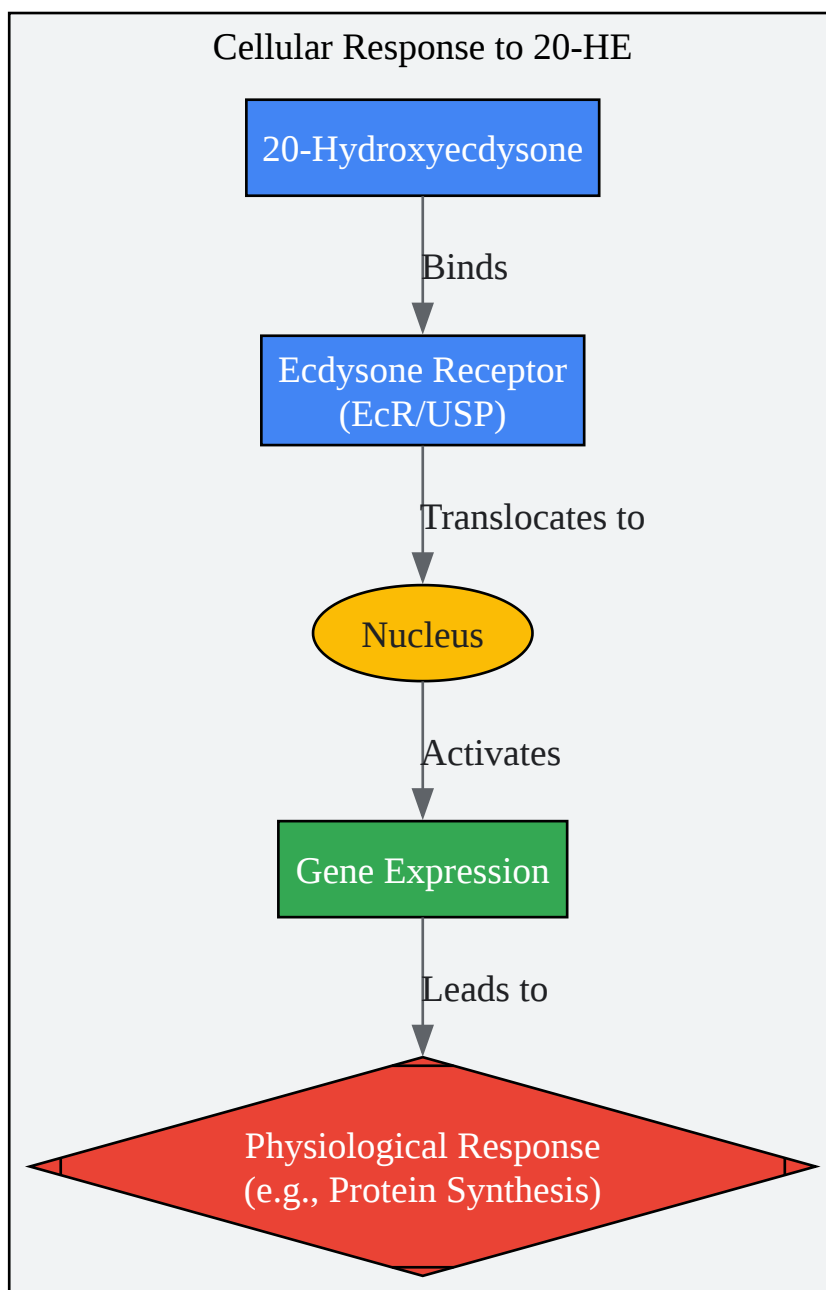 Cellular Response to 20-HE
20-Hydroxyecdysone
Binds
Ecdysone Receptor
(EcR/USP)
Translocates to
Nucleus
Activates
Gene Expression
Leads to
Physiological Response
(e.g., Protein Synthesis)